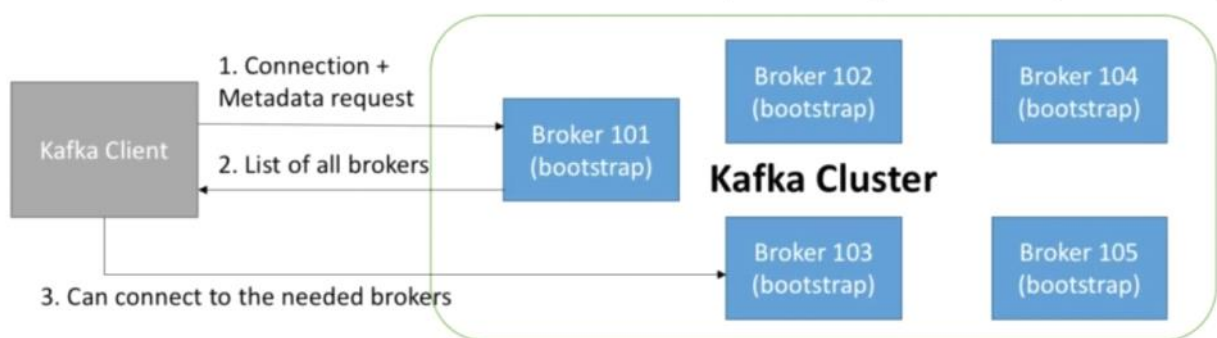 1. Connection +
Metadata request
Kafka Client
2. List of all brokers
3. Can connect to the needed brokers
Broker 101
(bootstrap)
Broker 102
(bootstrap)
Broker 104
(bootstrap)
Kafka Cluster
Broker 103
(bootstrap)
Broker 105
(bootstrap)